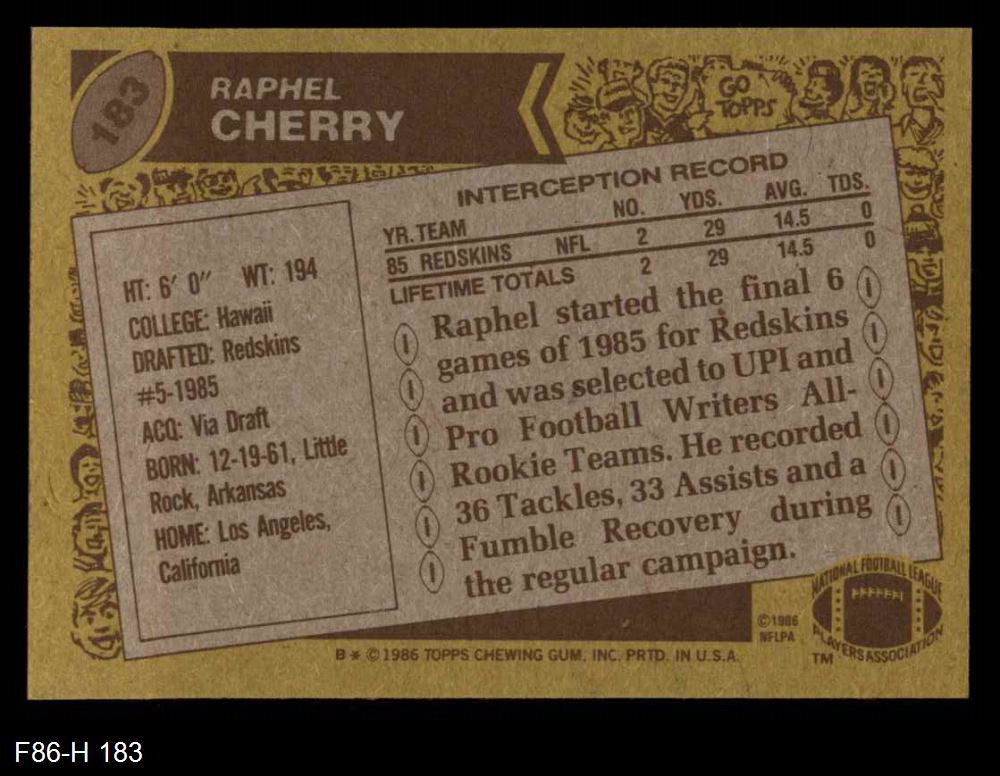 183
RAPHEL
CHERRY
GO
TOPPS
INTERCEPTION RECORD
YR. TEAM NO. YDS. AVG. TDS.
85 REDSKINS NFL 2 29 14.5 0
LIFETIME TOTALS 2 29 14.5 0
HT: 6' 0" WT: 194
COLLEGE: Hawaii
DRAFTED: Redskins
#5-1985
ACQ: Via Draft
BORN: 12-19-61, Little
Rock, Arkansas
HOME: Los Angeles,
California
Raphel started the final 6
games of 1985 for Redskins
and was selected to UPI and
Pro Football Writers All-
Rookie Teams. He recorded
36 Tackles, 33 Assists and a
Fumble Recovery during
the regular campaign.
©1986
NFLPA
NATIONAL FOOTBALL LEAGUE
PLAYERS ASSOCIATION
TM
B * © 1986 TOPPS CHEWING GUM, INC. PRTD. IN U.S.A.
F86-H 183